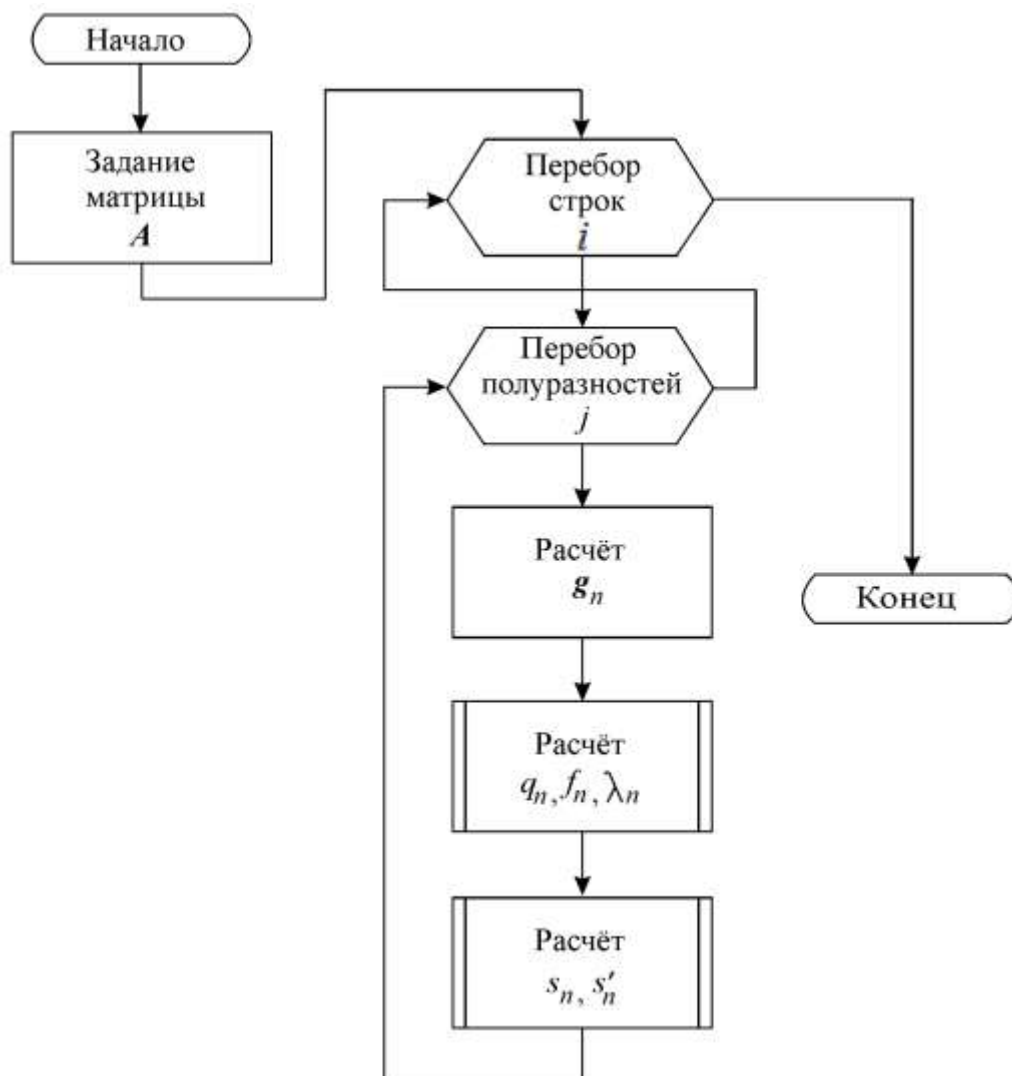 Начало
Задание
матрицы
A
Перебор
строк
i
Перебор
полуразностей
j
Расчёт
gₙ
Конец
Расчёт
qₙ, fₙ, λₙ
Расчёт
sₙ, s′ₙ